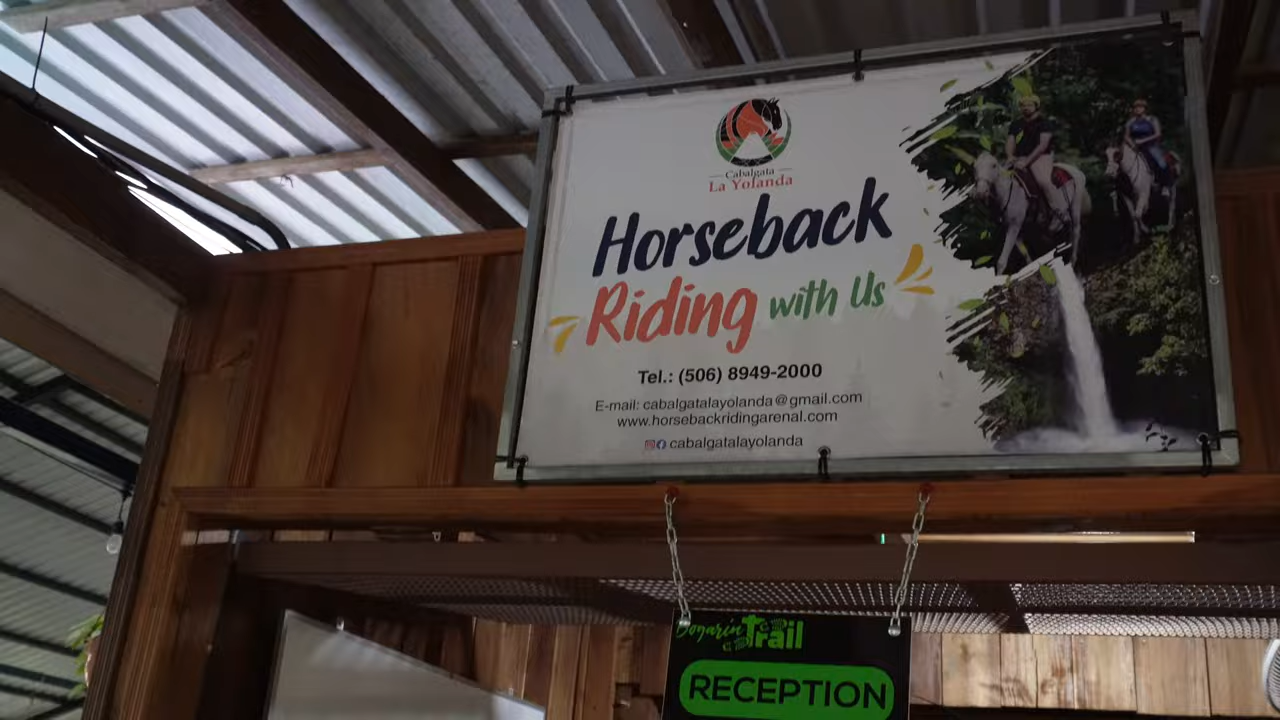 Cabalgata
La Yolanda
Horseback
Riding with Us
Tel.: (506) 8949-2000
E-mail: cabalgatalayolanda@gmail.com
www.horsebackridingarenal.com
cabalgatalayolanda
Bogarin Trail
RECEPTION